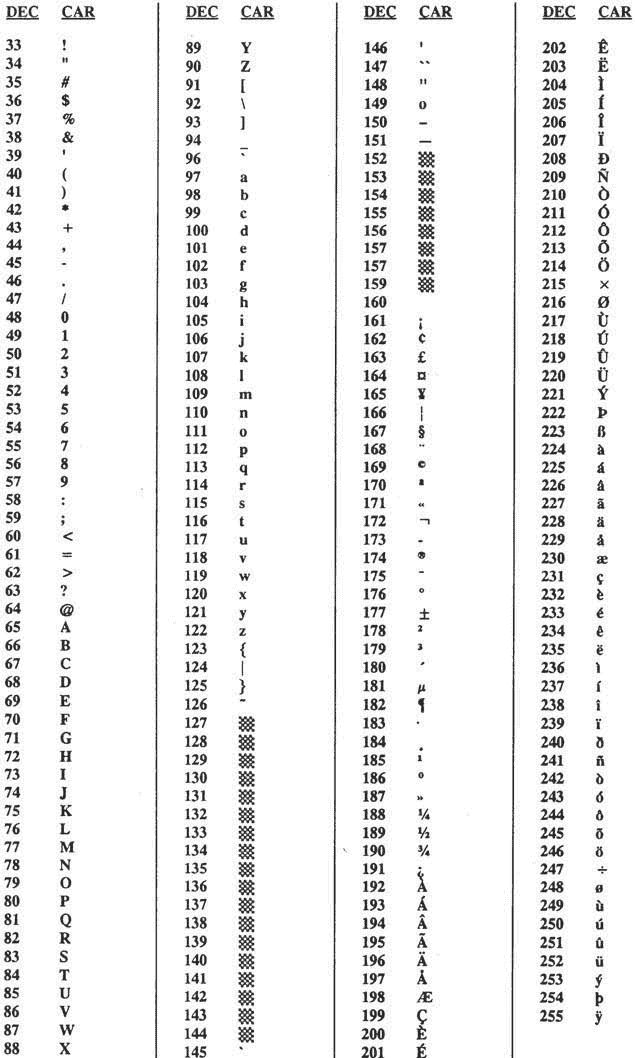 DEC CAR
33 !
34 "
35 #
36 $
37 %
38 &
39 '
40 (
41 )
42 *
43 +
44 ,
45 -
46 .
47 /
48 0
49 1
50 2
51 3
52 4
53 5
54 6
55 7
56 8
57 9
58 :
59 ;
60 <
61 =
62 >
63 ?
64 @
65 A
66 B
67 C
68 D
69 E
70 F
71 G
72 H
73 I
74 J
75 K
76 L
77 M
78 N
79 O
80 P
81 Q
82 R
83 S
84 T
85 U
86 V
87 W
88 X
DEC CAR
89 Y
90 Z
91 [
92 \
93 ]
94 _
96 `
97 a
98 b
99 c
100 d
101 e
102 f
103 g
104 h
105 i
106 j
107 k
108 l
109 m
110 n
111 o
112 p
113 q
114 r
115 s
116 t
117 u
118 v
119 w
120 x
121 y
122 z
123 {
124 |
125 }
126 ~
127 ▒
128 ▒
129 ▒
130 ▒
131 ▒
132 ▒
133 ▒
134 ▒
135 ▒
136 ▒
137 ▒
138 ▒
139 ▒
140 ▒
141 ▒
142 ▒
143 ▒
144 ▒
145 `
DEC CAR
146 '
147 ``
148 "
149 o
150 –
151 —
152 ▒
153 ▒
154 ▒
155 ▒
156 ▒
157 ▒
157 ▒
159 ▒
160
161 ¡
162 ¢
163 £
164 ¤
165 ¥
166 ¦
167 §
168 ¨
169 ©
170 ª
171 «
172 ¬
173 -
174 ®
175 ¯
176 °
177 ±
178 ²
179 ³
180 ´
181 µ
182 ¶
183 ·
184 ¸
185 ¹
186 º
187 »
188 ¼
189 ½
190 ¾
191 ¿
192 À
193 Á
194 Â
195 Ã
196 Ä
197 Å
198 Æ
199 Ç
200 È
201 É
DEC CAR
202 Ê
203 Ë
204 Ì
205 Í
206 Î
207 Ï
208 Ð
209 Ñ
210 Ò
211 Ó
212 Ô
213 Õ
214 Ö
215 ×
216 Ø
217 Ù
218 Ú
219 Û
220 Ü
221 Ý
222 Þ
223 ß
224 à
225 á
226 â
227 ã
228 ä
229 å
230 æ
231 ç
232 è
233 é
234 ê
235 ë
236 ì
237 í
238 î
239 ï
240 ð
241 ñ
242 ò
243 ó
244 ô
245 õ
246 ö
247 ÷
248 ø
249 ù
250 ú
251 û
252 ü
253 ý
254 þ
255 ÿ